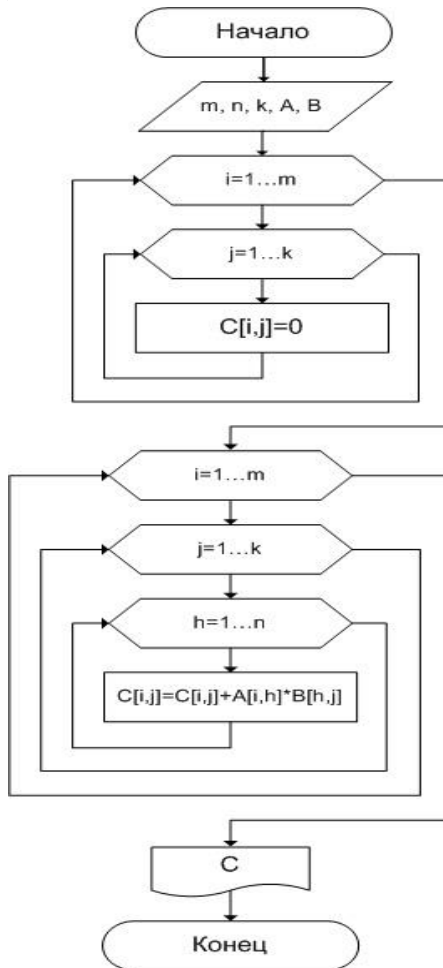 Начало
m, n, k, A, B
i=1...m
j=1...k
C[i,j]=0
i=1...m
j=1...k
h=1...n
C[i,j]=C[i,j]+A[i,h]*B[h,j]
C
Конец